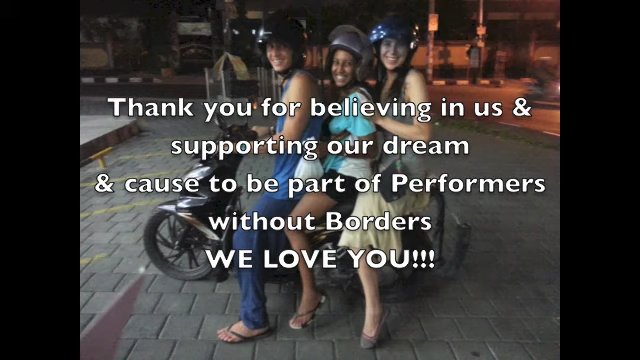 Thank you for believing in us &
supporting our dream
& cause to be part of Performers
without Borders
WE LOVE YOU!!!